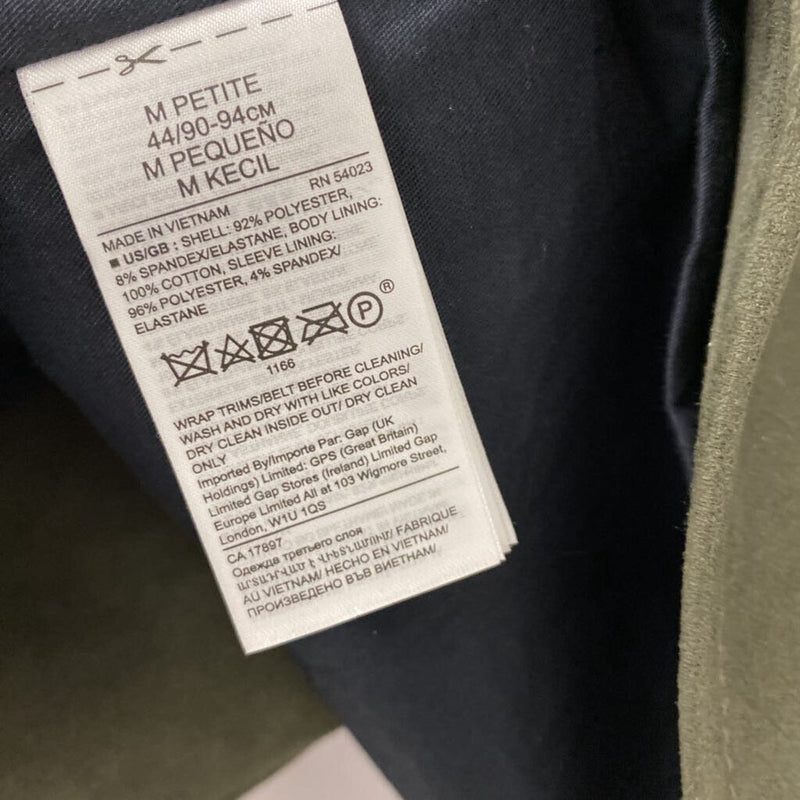 M PETITE
44/90-94CM
M PEQUEÑO
M KECIL
RN 54023
MADE IN VIETNAM
■ US/GB : SHELL: 92% POLYESTER,
8% SPANDEX/ELASTANE, BODY LINING:
100% COTTON, SLEEVE LINING:
96% POLYESTER, 4% SPANDEX/
ELASTANE
P ®
1166
WRAP TRIMS/BELT BEFORE CLEANING/
WASH AND DRY WITH LIKE COLORS/
DRY CLEAN INSIDE OUT/ DRY CLEAN
ONLY
Imported By/Importe Par: Gap (UK
Holdings) Limited: GPS (Great Britain)
Limited Gap Stores (Ireland) Limited Gap
Europe Limited All at 103 Wigmore Street,
London, W1U 1QS
CA 17897
Одежда третьего слоя
ԱՐՏԱԴՐՎԱԾ Է ՎԻԵՏՆԱՄՈՒՄ/ FABRIQUE
AU VIETNAM/ HECHO EN VIETNAM/
ПРОИЗВЕДЕНО ВЪВ ВИЕТНАМ/